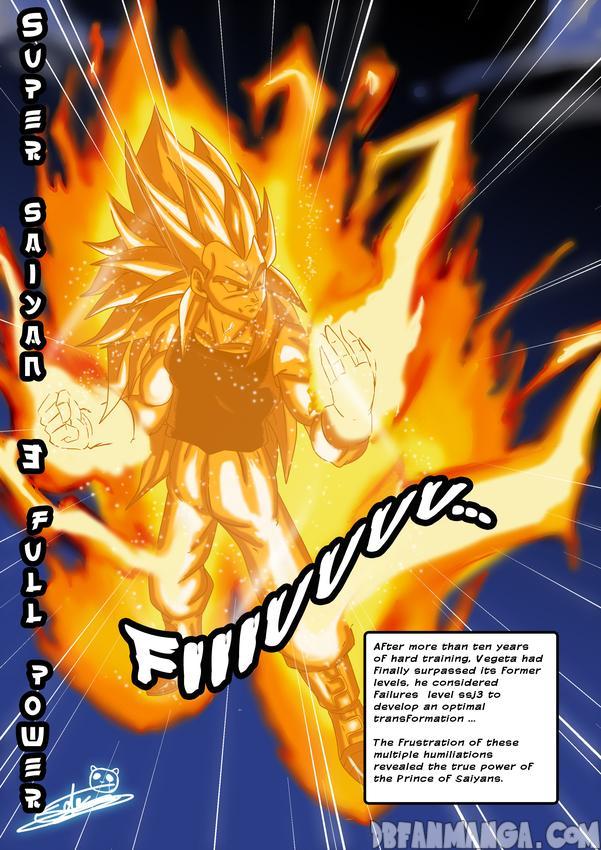 SUPER SAIYAN 3 FULL POWER
FIIIUUUUU...
After more than ten years
of hard training, Vegeta had
Finally surpassed its Former
levels, he considered
Failures level ssj3 to
develop an optimal
transformation ...
The Frustration of these
multiple humiliations
revealed the true power of
the Prince of Saiyans.
DBFANMANGA.COM